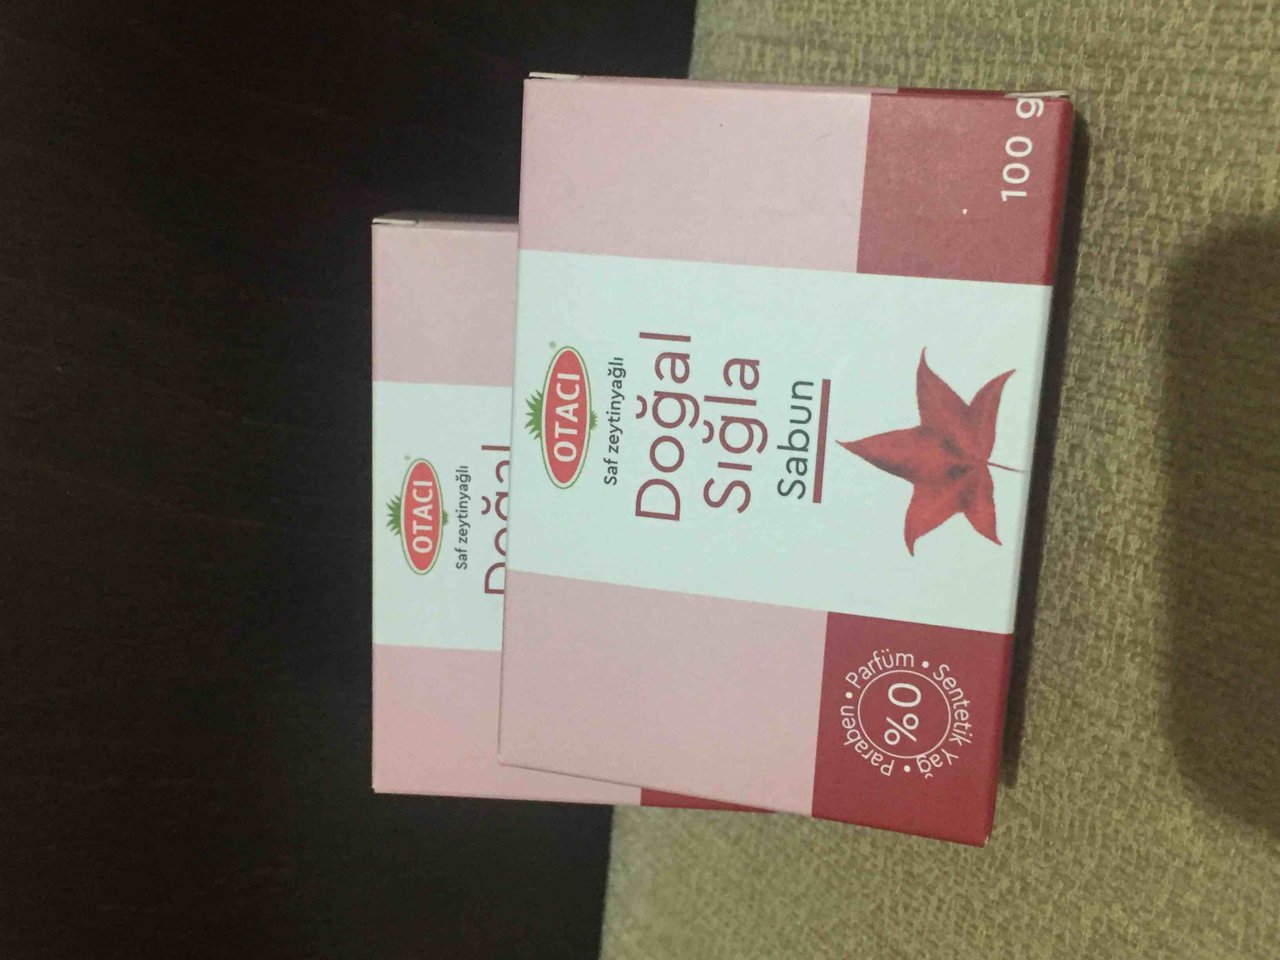 OTACI
Saf zeytinyağlı
Doğal
Sığla
Sabun
%0
Paraben • Parfüm • Sentetik Yağ •
100 g
OTACI
Saf zeytinyağlı
Doğal